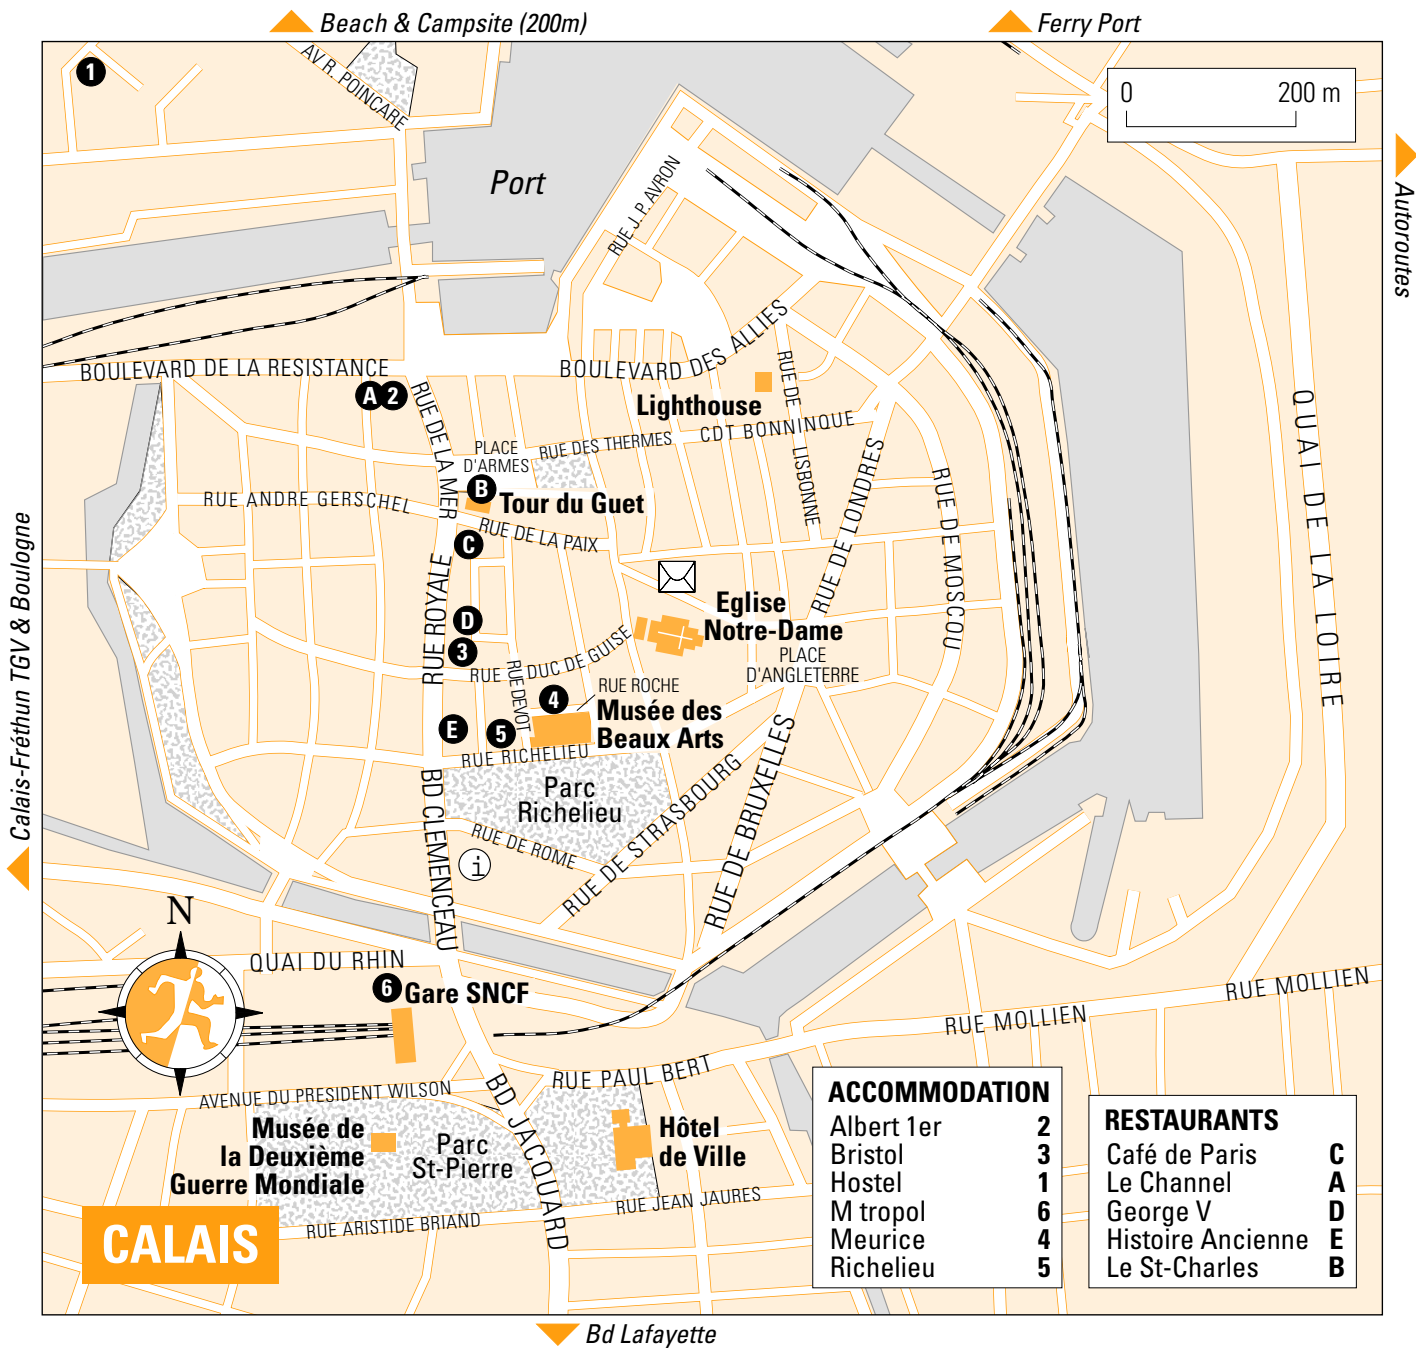 Beach & Campsite (200m)
Ferry Port
1
AV R. POINCARE
0 200 m
Port
RUE J. P. AVRON
Autoroutes
BOULEVARD DE LA RESISTANCE
BOULEVARD DES ALLIES
A 2
RUE DE LA MER
Lighthouse
RUE DE LISBONNE
PLACE
D'ARMES
RUE DES THERMES
CDT BONNINQUE
QUAI DE LA LOIRE
RUE ANDRE GERSCHEL
B
Tour du Guet
RUE DE LONDRES
RUE DE MOSCOU
C
RUE DE LA PAIX
RUE ROYALE
Eglise
Notre-Dame
D
3
RUE DUC DE GUISE
PLACE
D'ANGLETERRE
RUE DEVOT
4
RUE ROCHE
Musée des
Beaux Arts
E
5
RUE RICHELIEU
Parc
Richelieu
BD CLEMENCEAU
RUE DE ROME
RUE DE STRASBOURG
RUE DE BRUXELLES
i
Calais-Fréthun TGV & Boulogne
N
QUAI DU RHIN
6
Gare SNCF
RUE MOLLIEN
RUE MOLLIEN
RUE PAUL BERT
AVENUE DU PRESIDENT WILSON
BD JACQUARD
Musée de
la Deuxième
Guerre Mondiale
Parc
St-Pierre
Hôtel
de Ville
RUE JEAN JAURES
RUE ARISTIDE BRIAND
CALAIS
ACCOMMODATION
Albert 1er 2
Bristol 3
Hostel 1
M tropol 6
Meurice 4
Richelieu 5
RESTAURANTS
Café de Paris C
Le Channel A
George V D
Histoire Ancienne E
Le St-Charles B
Bd Lafayette